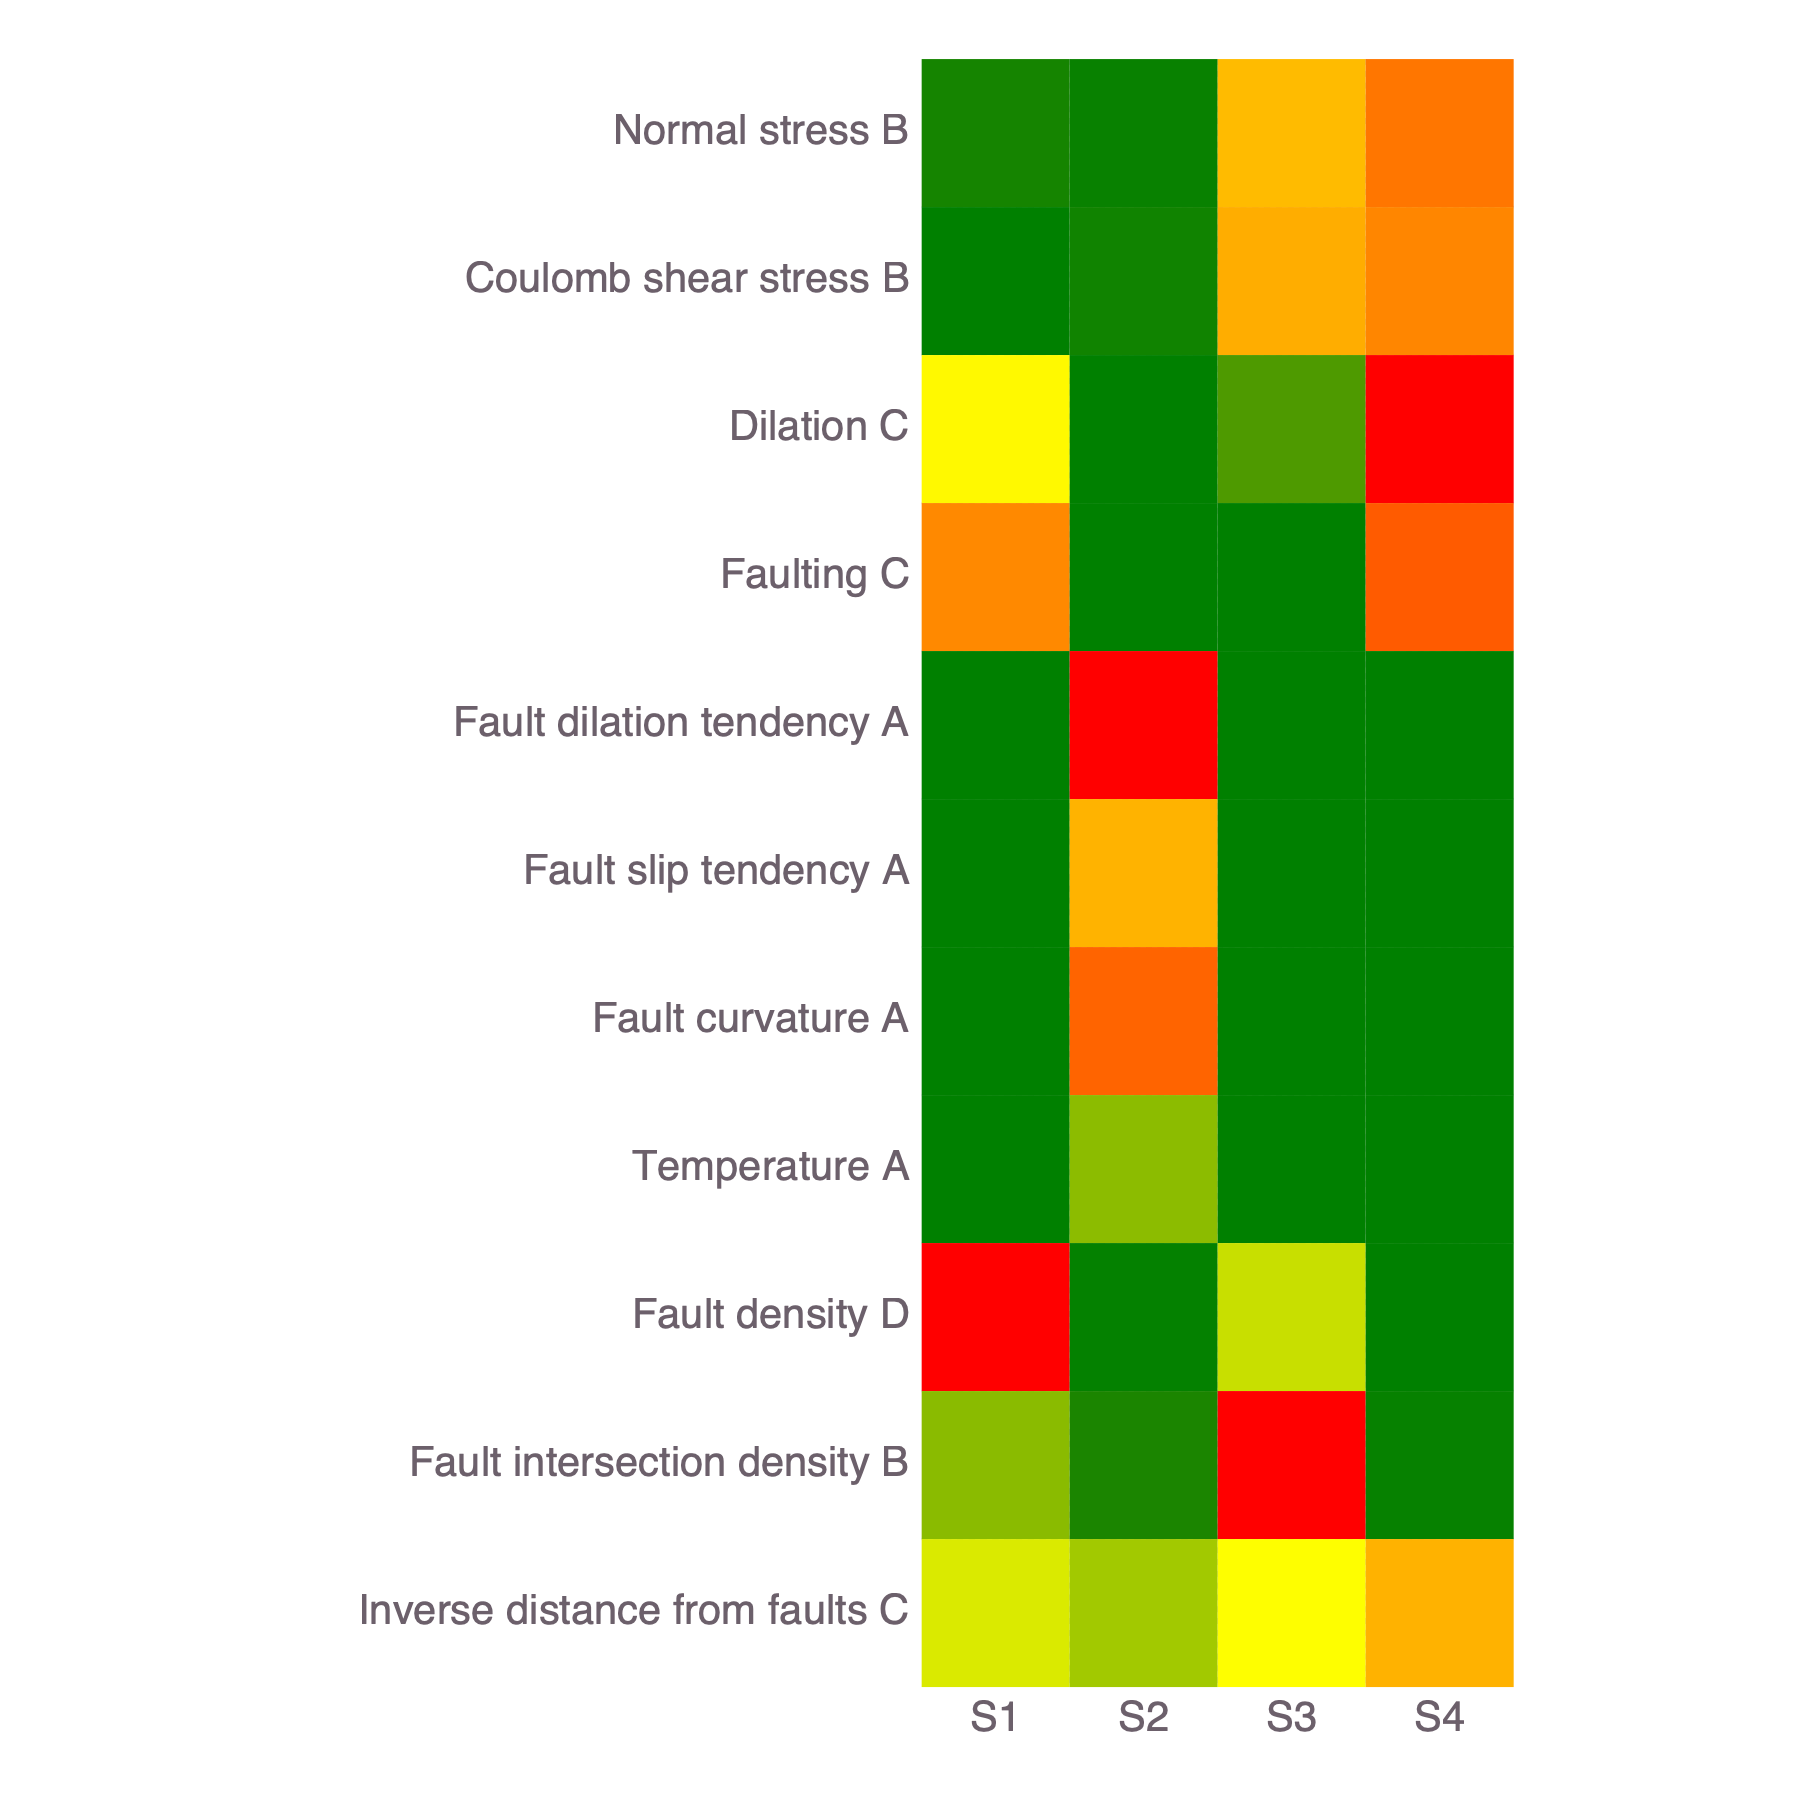 Normal stress B
Coulomb shear stress B
Dilation C
Faulting C
Fault dilation tendency A
Fault slip tendency A
Fault curvature A
Temperature A
Fault density D
Fault intersection density B
Inverse distance from faults C
S1 S2 S3 S4